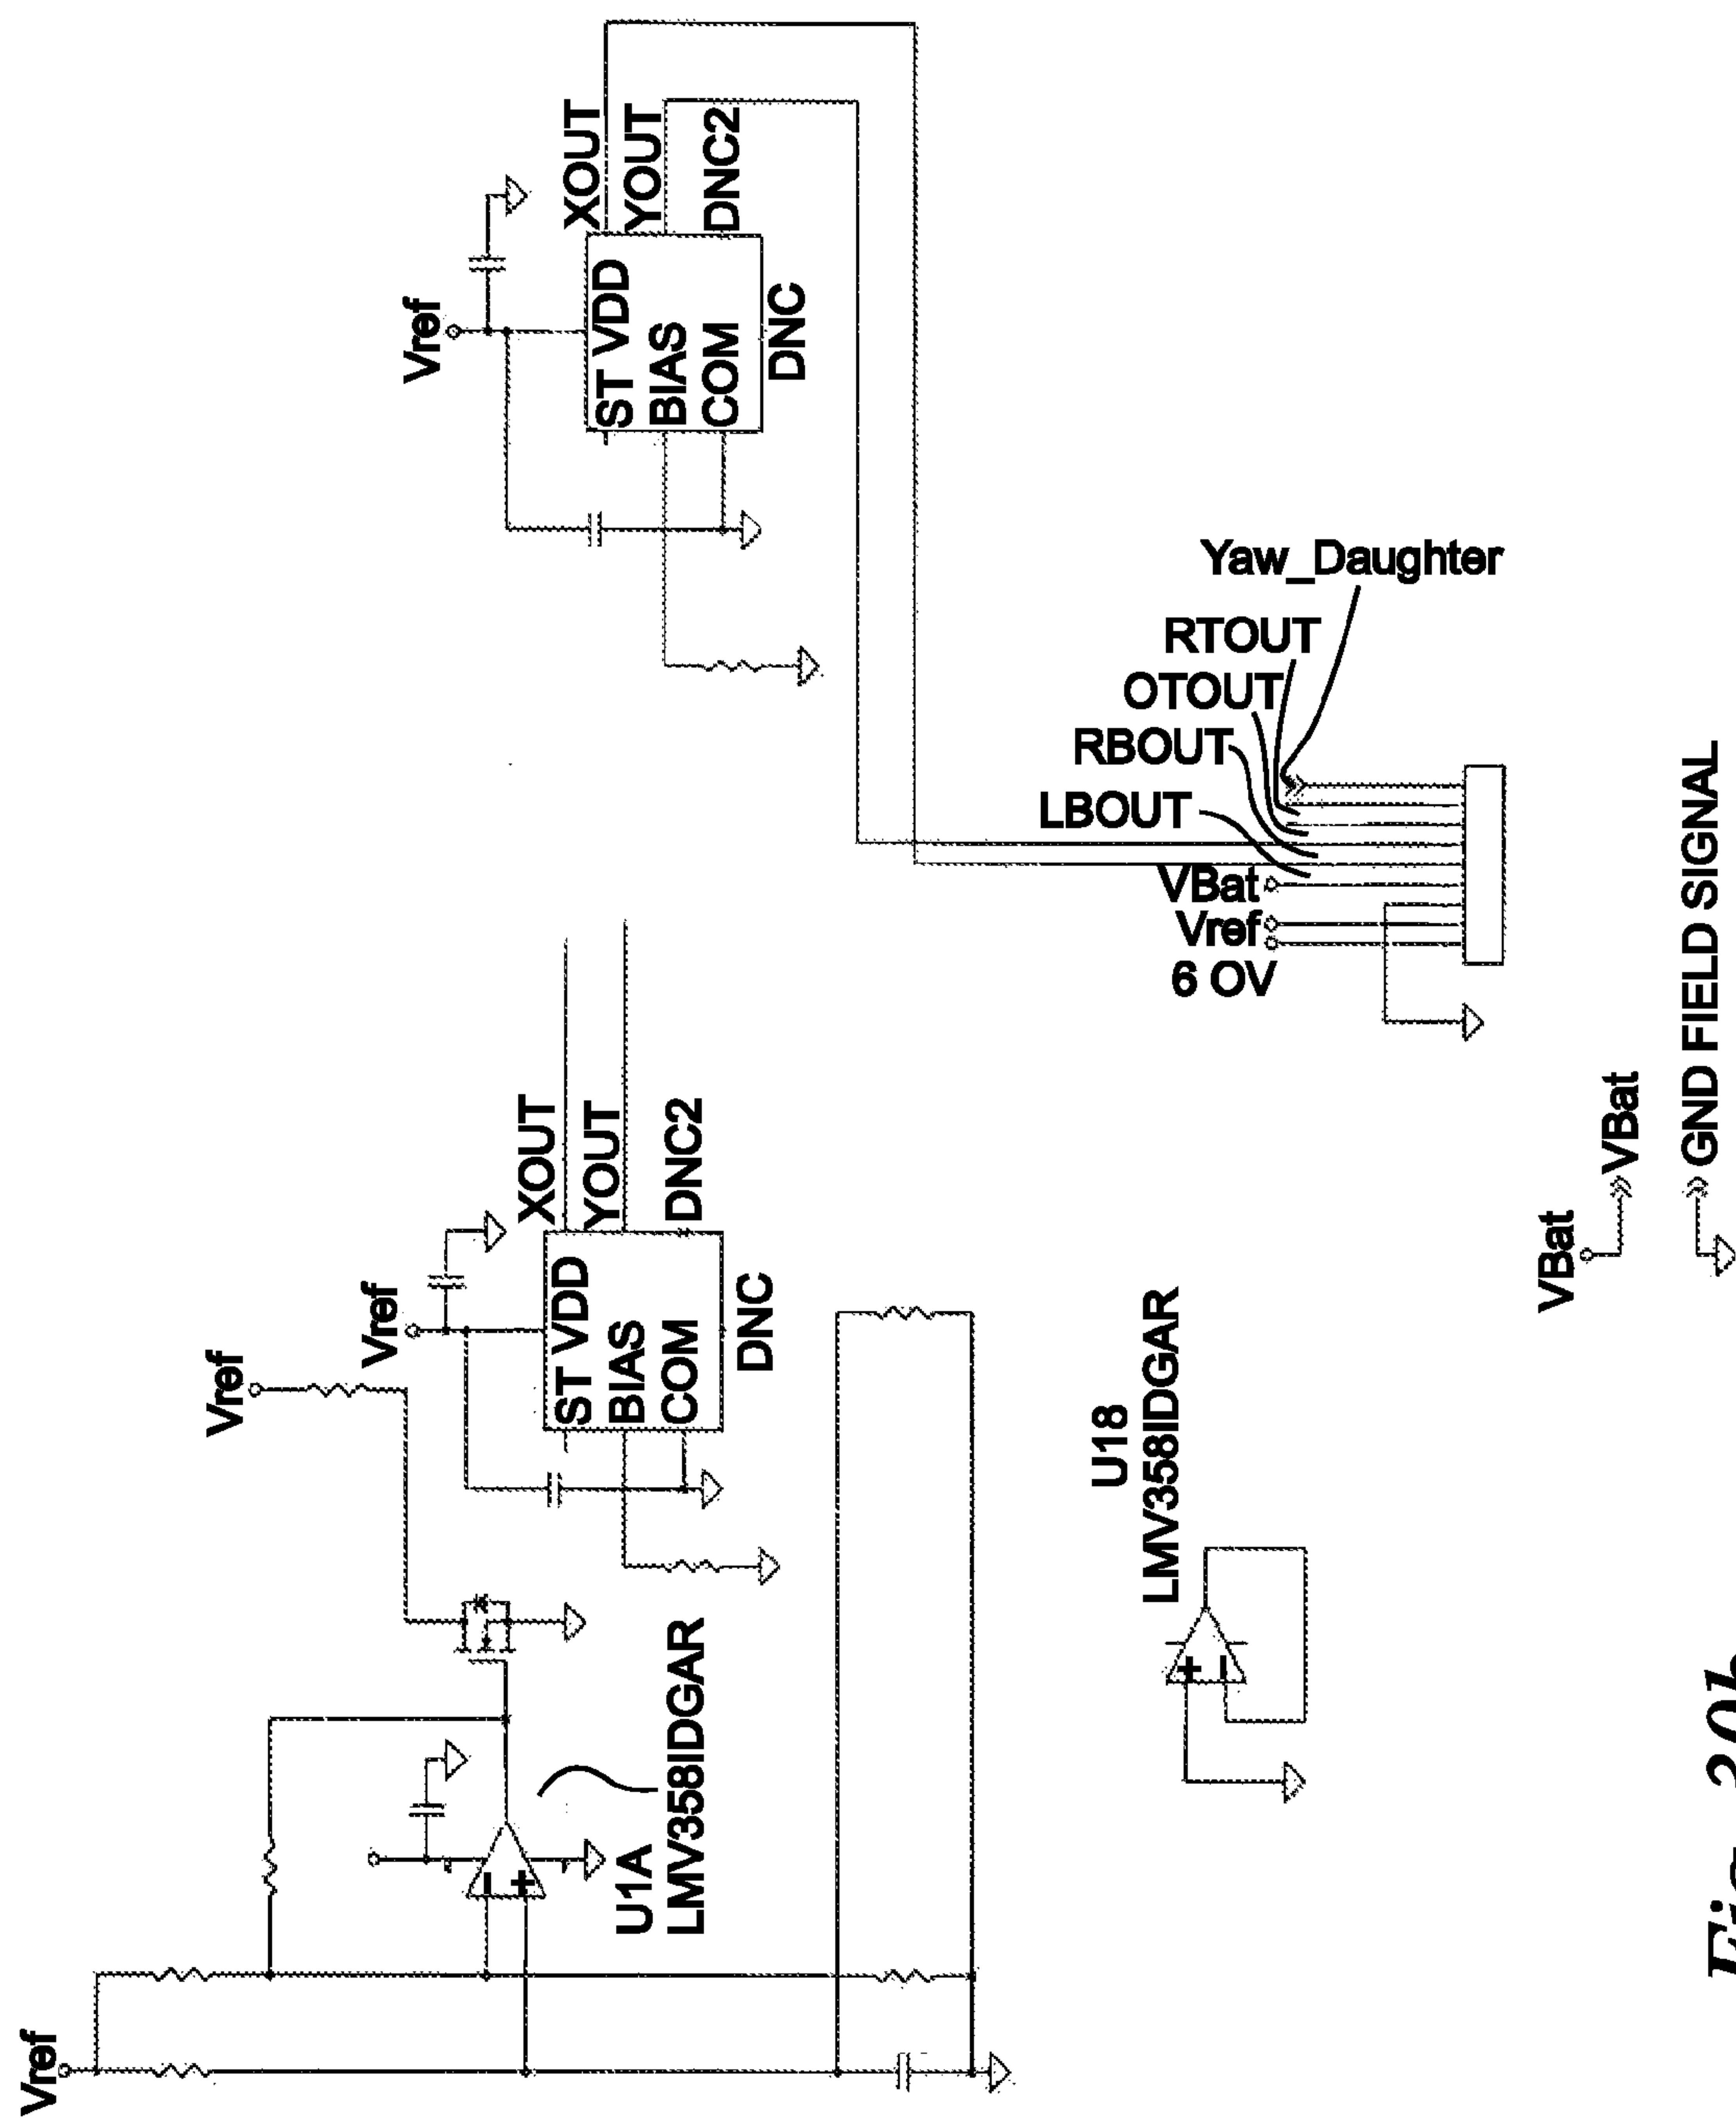 Vref
Vref
Vref
XOUT
YOUT
DNC2
ST VDD
BIAS
COM
DNC
U1A
LMV358IDGAR
+
-
Vref
XOUT
YOUT
DNC2
ST VDD
BIAS
COM
DNC
U18
LMV358IDGAR
+
-
Yaw_Daughter
RTOUT
OTOUT
RBOUT
LBOUT
VBat
Vref
6 OV
VBat
VBat
GND FIELD SIGNAL
Fig. 20b